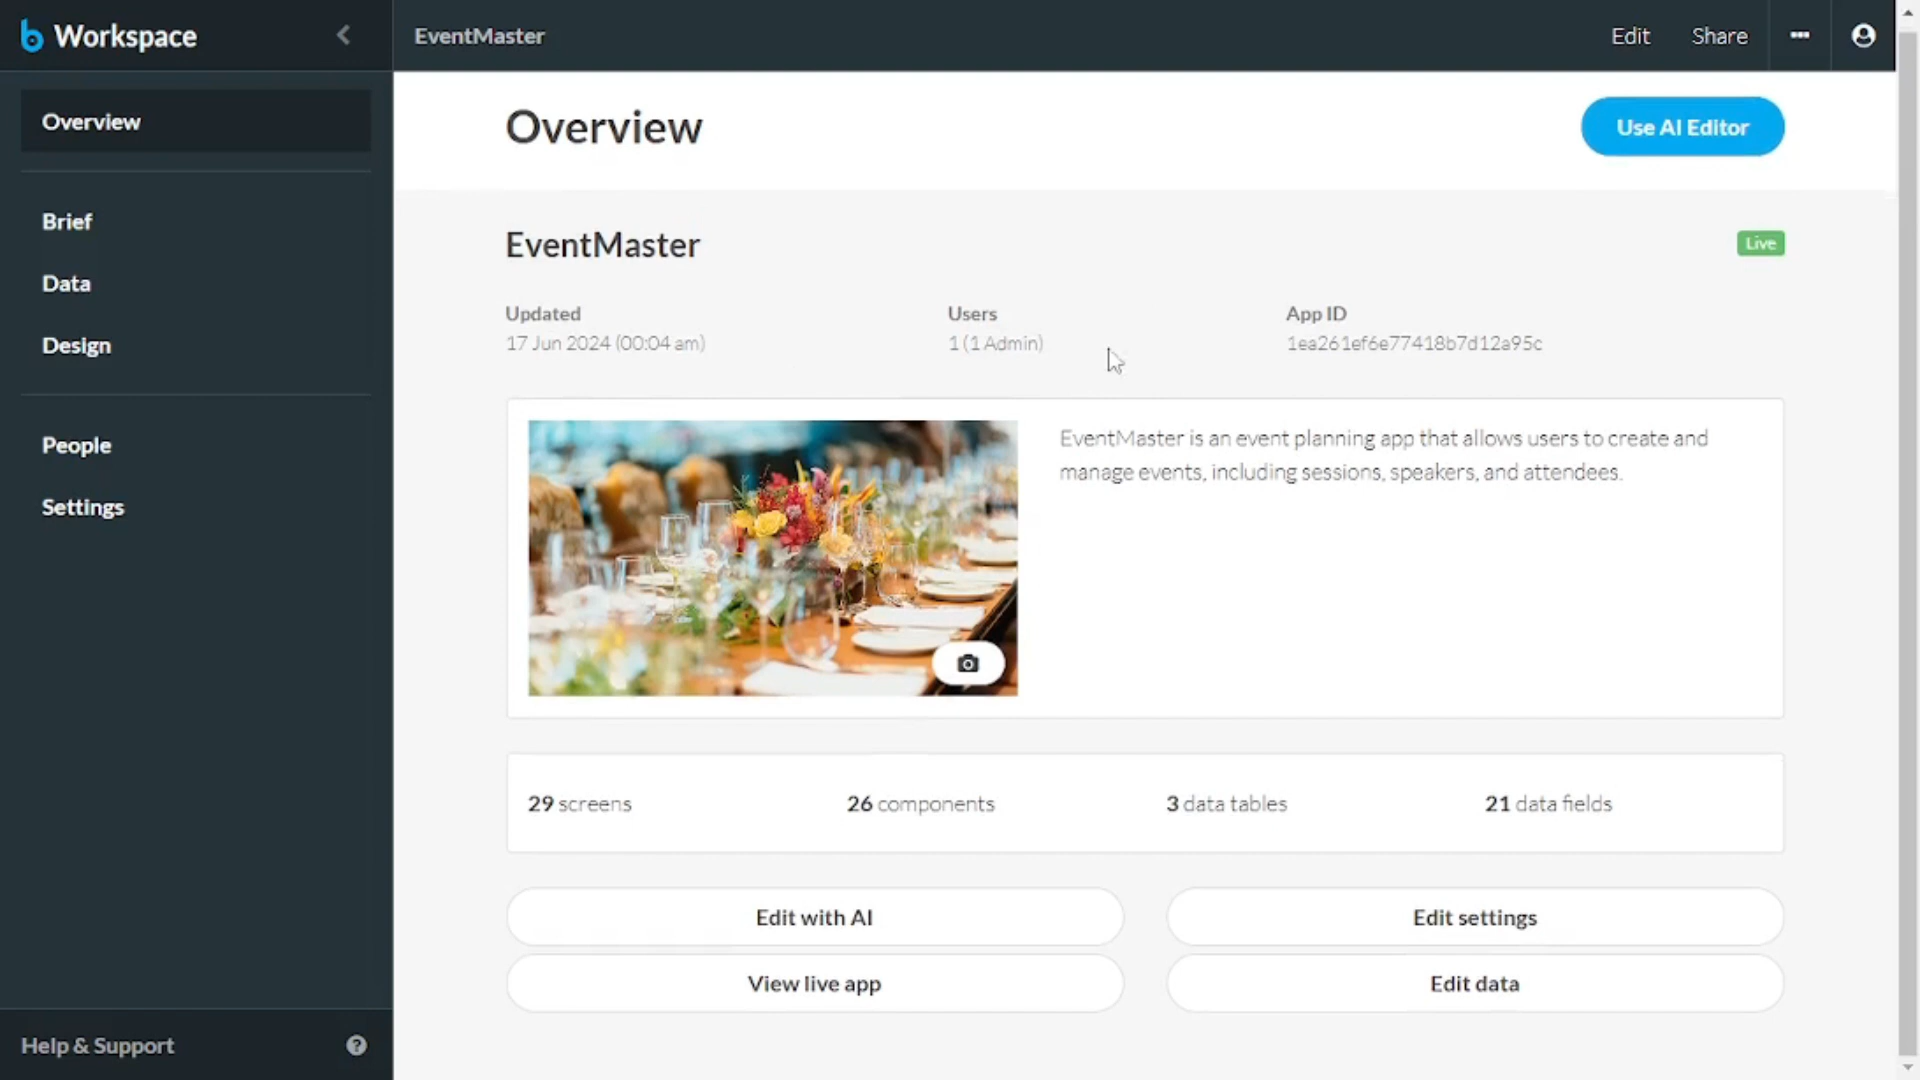 Workspace
EventMaster
Edit
Share
Overview
Brief
Data
Design
People
Settings
Help & Support
Overview
Use AI Editor
EventMaster
Live
Updated
17 Jun 2024 (00:04 am)
Users
1 (1 Admin)
App ID
1ea261ef6e77418b7d12a95c
EventMaster is an event planning app that allows users to create and
manage events, including sessions, speakers, and attendees.
29 screens
26 components
3 data tables
21 data fields
Edit with AI
Edit settings
View live app
Edit data